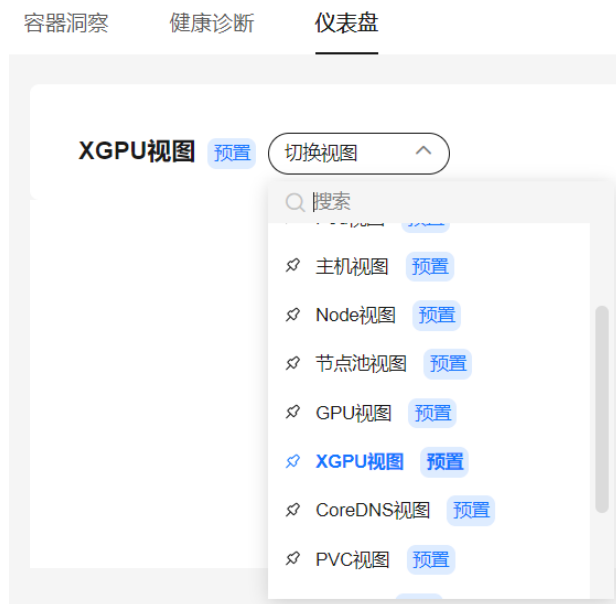 容器洞察 健康诊断 仪表盘
XGPU视图 预置 切换视图
搜索
主机视图 预置
Node视图 预置
节点池视图 预置
GPU视图 预置
XGPU视图 预置
CoreDNS视图 预置
PVC视图 预置